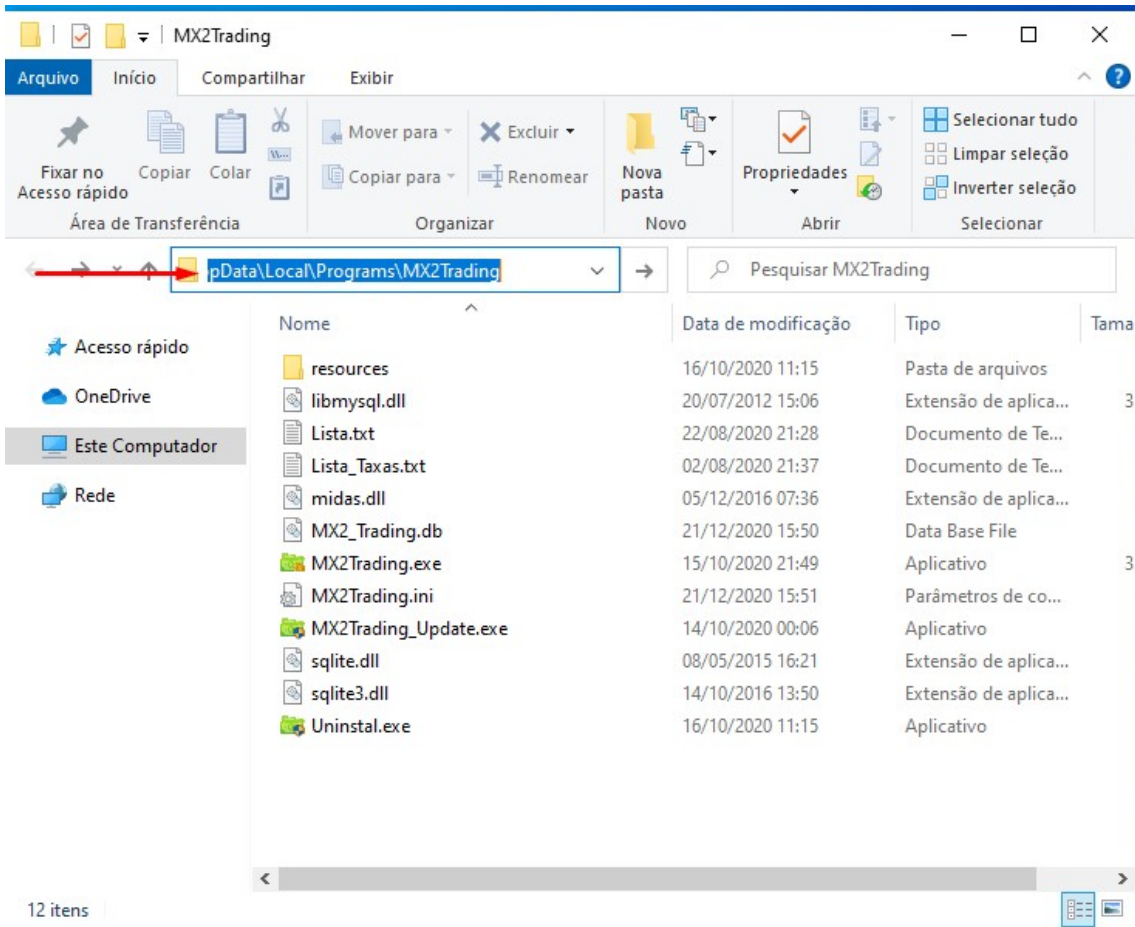 MX2Trading
Arquivo Início Compartilhar Exibir
Fixar no
Acesso rápido
Copiar
Colar
Área de Transferência
Mover para
Copiar para
Excluir
Renomear
Organizar
Nova
pasta
Novo
Propriedades
Abrir
Selecionar tudo
Limpar seleção
Inverter seleção
Selecionar
pData\Local\Programs\MX2Trading
Pesquisar MX2Trading
Acesso rápido
OneDrive
Este Computador
Rede
Nome Data de modificação Tipo Tama
resources 16/10/2020 11:15 Pasta de arquivos
libmysql.dll 20/07/2012 15:06 Extensão de aplica... 3
Lista.txt 22/08/2020 21:28 Documento de Te...
Lista_Taxas.txt 02/08/2020 21:37 Documento de Te...
midas.dll 05/12/2016 07:36 Extensão de aplica...
MX2_Trading.db 21/12/2020 15:50 Data Base File
MX2Trading.exe 15/10/2020 21:49 Aplicativo 3
MX2Trading.ini 21/12/2020 15:51 Parâmetros de co...
MX2Trading_Update.exe 14/10/2020 00:06 Aplicativo
sqlite.dll 08/05/2015 16:21 Extensão de aplica...
sqlite3.dll 14/10/2016 13:50 Extensão de aplica...
Uninstal.exe 16/10/2020 11:15 Aplicativo
12 itens